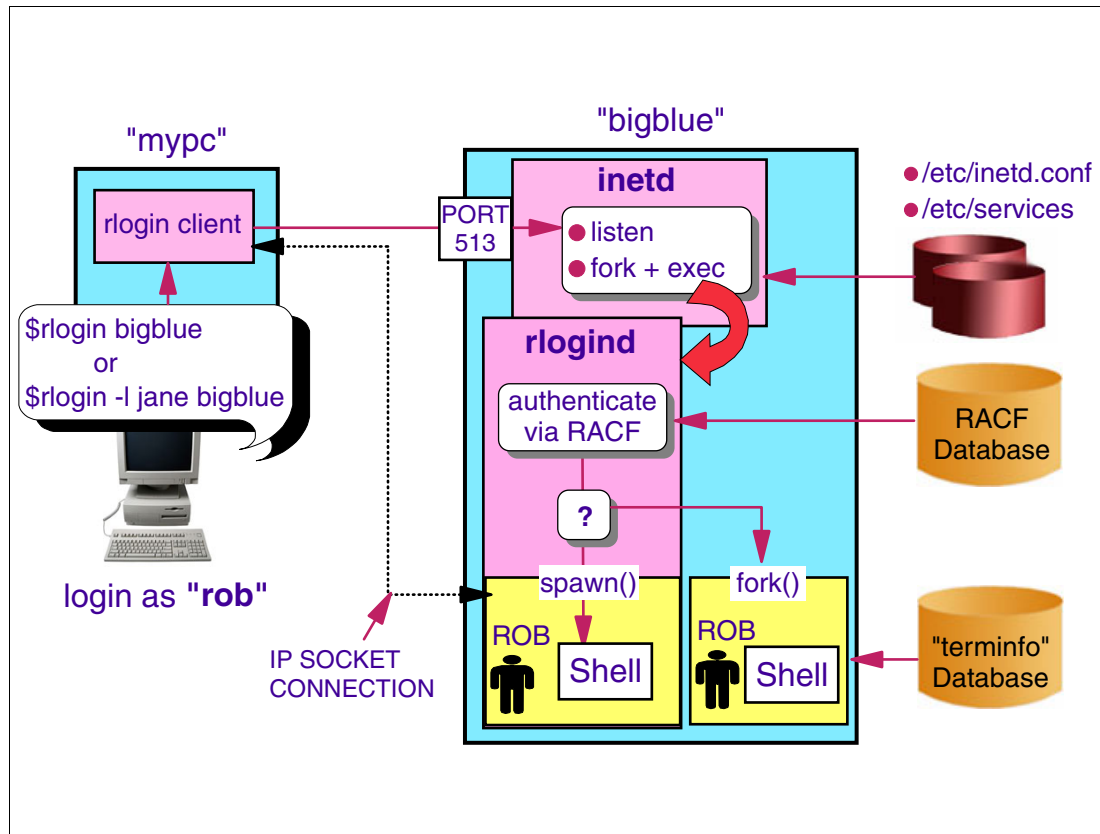 "mypc"
rlogin client
$rlogin bigblue
or
$rlogin -l jane bigblue
login as "rob"
IP SOCKET
CONNECTION
"bigblue"
PORT
513
inetd
listen
fork + exec
rlogind
authenticate
via RACF
?
spawn()
fork()
ROB
Shell
ROB
Shell
/etc/inetd.conf
/etc/services
RACF
Database
"terminfo"
Database